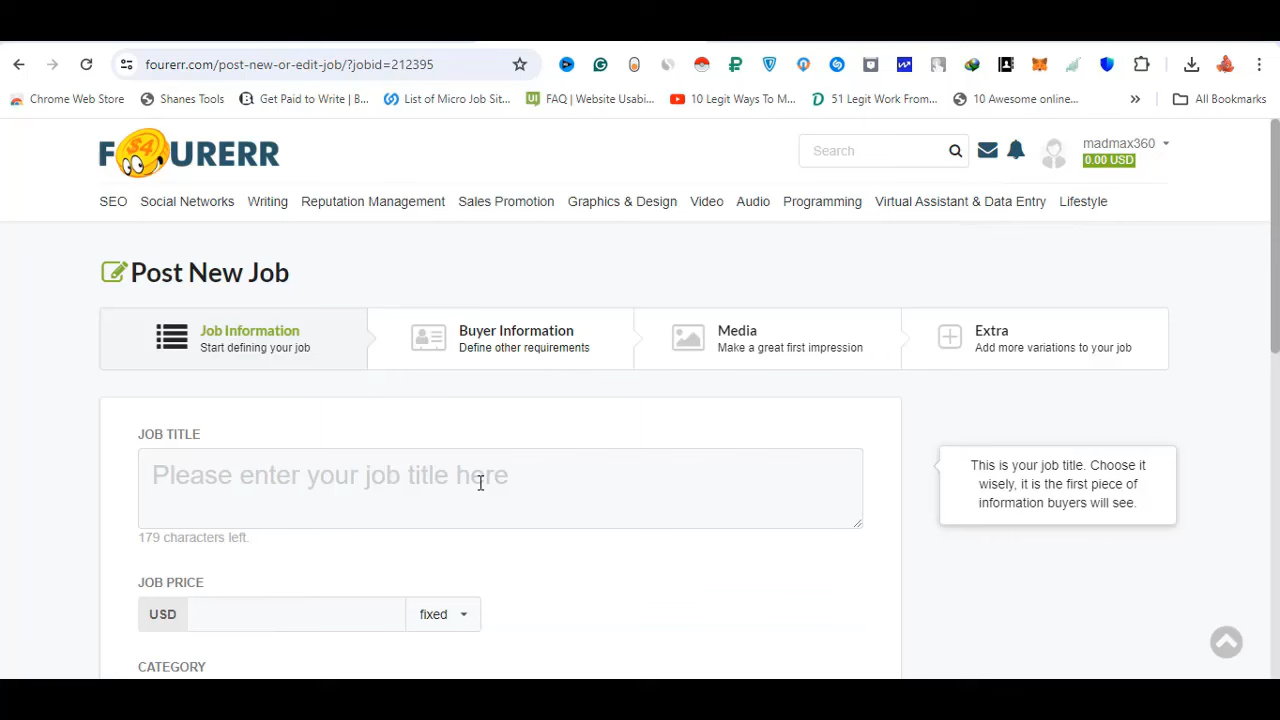 fourerr.com/post-new-or-edit-job/?jobid=212395
Chrome Web Store Shanes Tools Get Paid to Write | B... List of Micro Job Sit... FAQ | Website Usabi... 10 Legit Ways To M... 51 Legit Work From... 10 Awesome online... » All Bookmarks
F$4URERR Search madmax360
0.00 USD
SEO Social Networks Writing Reputation Management Sales Promotion Graphics & Design Video Audio Programming Virtual Assistant & Data Entry Lifestyle
Post New Job
Job Information Buyer Information Media Extra
Start defining your job Define other requirements Make a great first impression Add more variations to your job
JOB TITLE
Please enter your job title here
This is your job title. Choose it
wisely, it is the first piece of
information buyers will see.
179 characters left.
JOB PRICE
USD fixed
CATEGORY